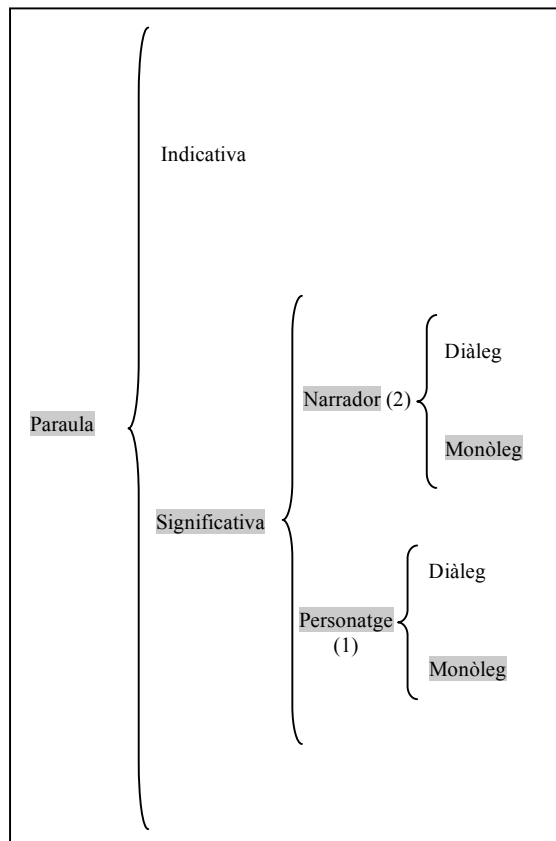 Indicativa
Diàleg
Narrador (2)
Paraula
Monòleg
Significativa
Diàleg
Personatge
(1)
Monòleg